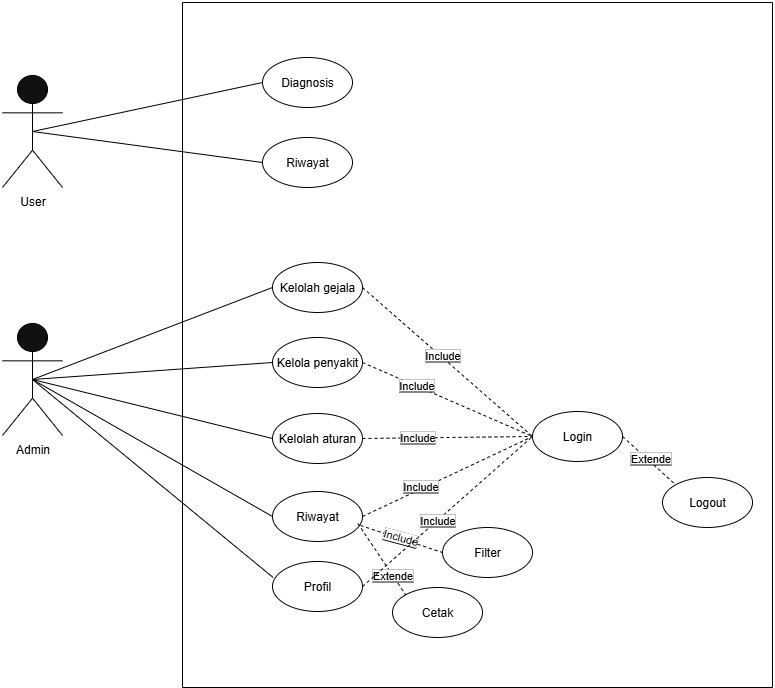 Diagnosis
Riwayat
User
Kelolah gejala
Include
Kelola penyakit
Include
Admin
Kelolah aturan
Include
Login
Extende
Include
Logout
Riwayat
Include
Include
Filter
Extende
Profil
Cetak